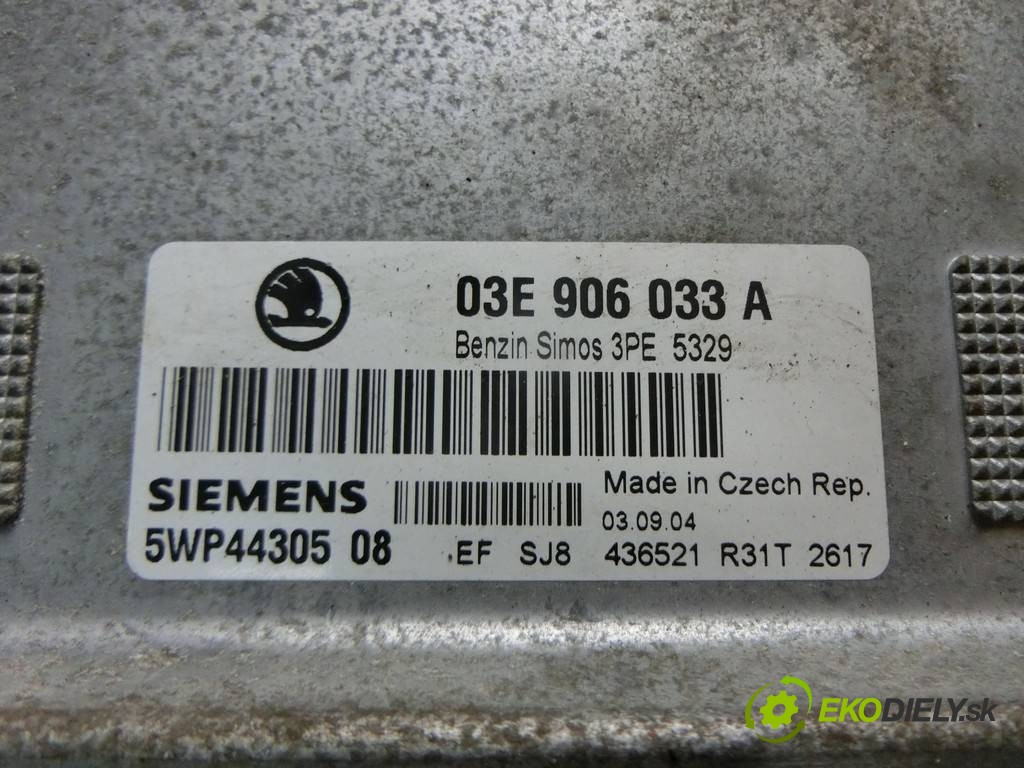 03E 906 033 A
Benzin Simos 3PE 5329
SIEMENS
Made in Czech Rep.
03.09.04
5WP44305 08 EF SJ8 436521 R31T 2617
EKODIELY.sk